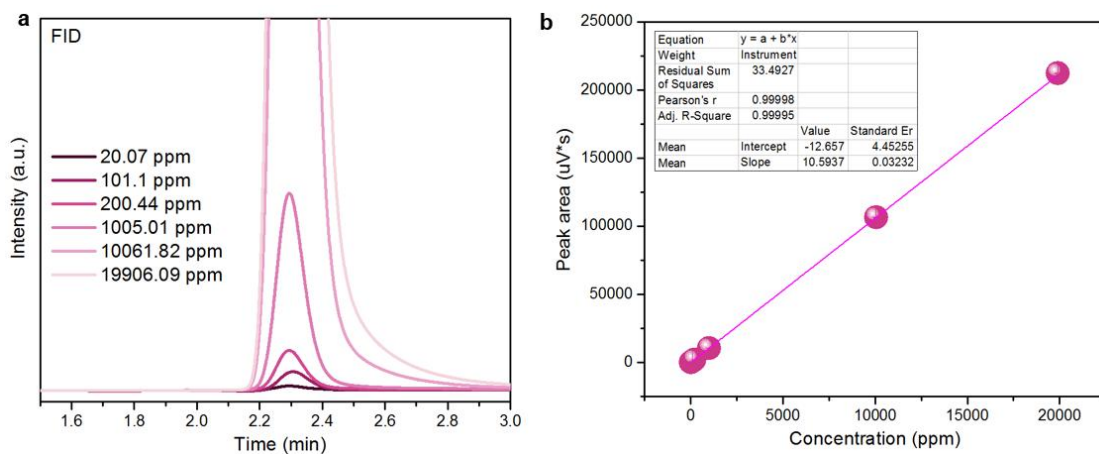 a
FID
20.07 ppm
101.1 ppm
200.44 ppm
1005.01 ppm
10061.82 ppm
19906.09 ppm
Intensity (a.u.)
1.6 1.8 2.0 2.2 2.4 2.6 2.8 3.0
Time (min)
b
250000
200000
150000
100000
50000
0
Peak area (uV*s)
Equation y = a + b*x
Weight Instrument
Residual Sum of Squares 33.4927
Pearson's r 0.99998
Adj. R-Square 0.99995
Value Standard Er
Mean Intercept -12.657 4.45255
Mean Slope 10.5937 0.03232
0 5000 10000 15000 20000
Concentration (ppm)